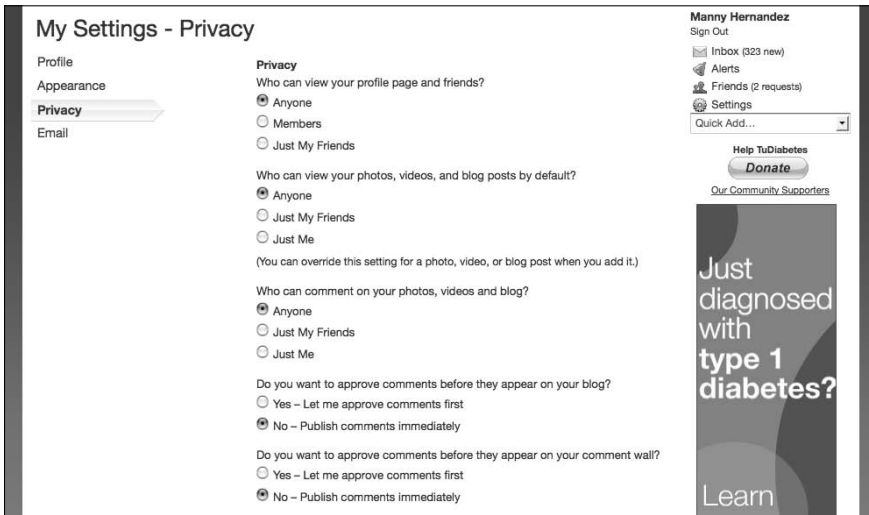 My Settings - Privacy
Profile
Appearance
Privacy
Email
Privacy
Who can view your profile page and friends?
Anyone
Members
Just My Friends
Who can view your photos, videos, and blog posts by default?
Anyone
Just My Friends
Just Me
(You can override this setting for a photo, video, or blog post when you add it.)
Who can comment on your photos, videos and blog?
Anyone
Just My Friends
Just Me
Do you want to approve comments before they appear on your blog?
Yes – Let me approve comments first
No – Publish comments immediately
Do you want to approve comments before they appear on your comment wall?
Yes – Let me approve comments first
No – Publish comments immediately
Manny Hernandez
Sign Out
Inbox (323 new)
Alerts
Friends (2 requests)
Settings
Quick Add...
Help TuDiabetes
Donate
Our Community Supporters
Just
diagnosed
with
type 1
diabetes?
Learn